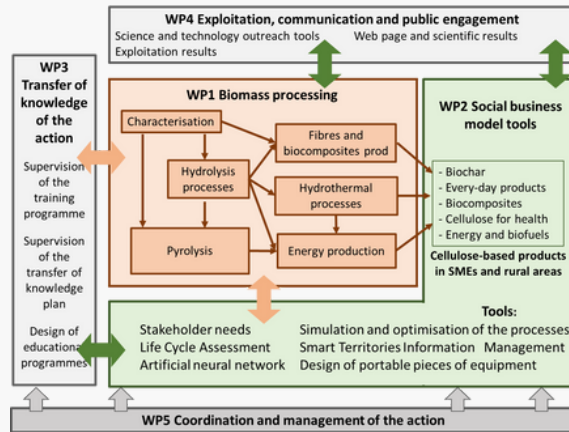 WP4 Exploitation, communication and public engagement
Science and technology outreach tools
Web page and scientific results
Exploitation results
WP3
Transfer of
knowledge
of the
action
Supervision
of the
training
programme
Supervision
of the
transfer of
knowledge
plan
Design of
educational
programmes
WP1 Biomass processing
Characterisation
Fibres and
biocomposites prod
Hydrolysis
processes
Hydrothermal
processes
Pyrolysis
Energy production
WP2 Social business
model tools
- Biochar
- Every-day products
- Biocomposites
- Cellulose for health
- Energy and biofuels
Cellulose-based products
in SMEs and rural areas
Tools:
Stakeholder needs
Simulation and optimisation of the processes
Life Cycle Assessment
Smart Territories Information Management
Artificial neural network
Design of portable pieces of equipment
WP5 Coordination and management of the action